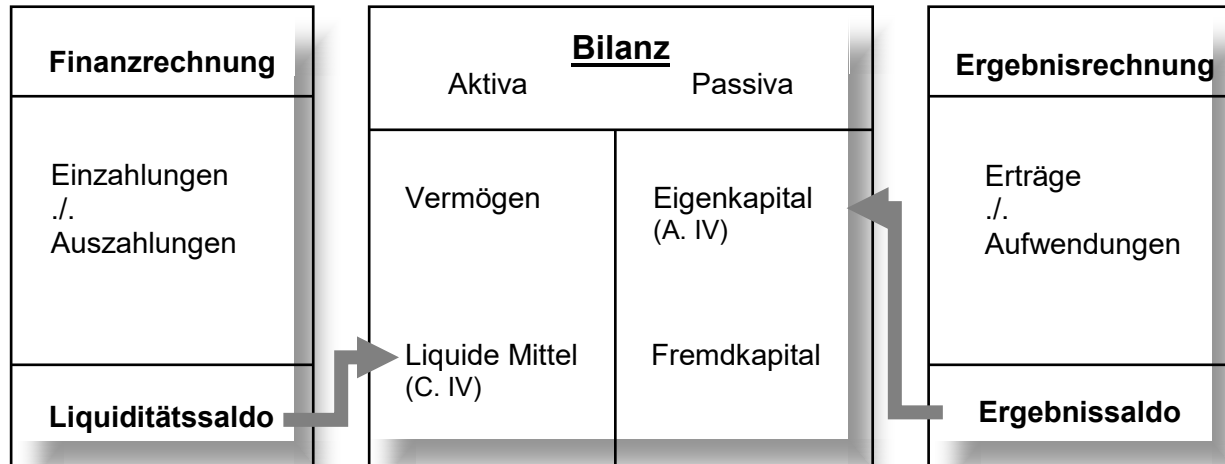 Finanzrechnung
Einzahlungen
./.
Auszahlungen
Liquiditätssaldo
Bilanz
Aktiva Passiva
Vermögen
Liquide Mittel
(C. IV)
Eigenkapital
(A. IV)
Fremdkapital
Ergebnisrechnung
Erträge
./.
Aufwendungen
Ergebnissaldo